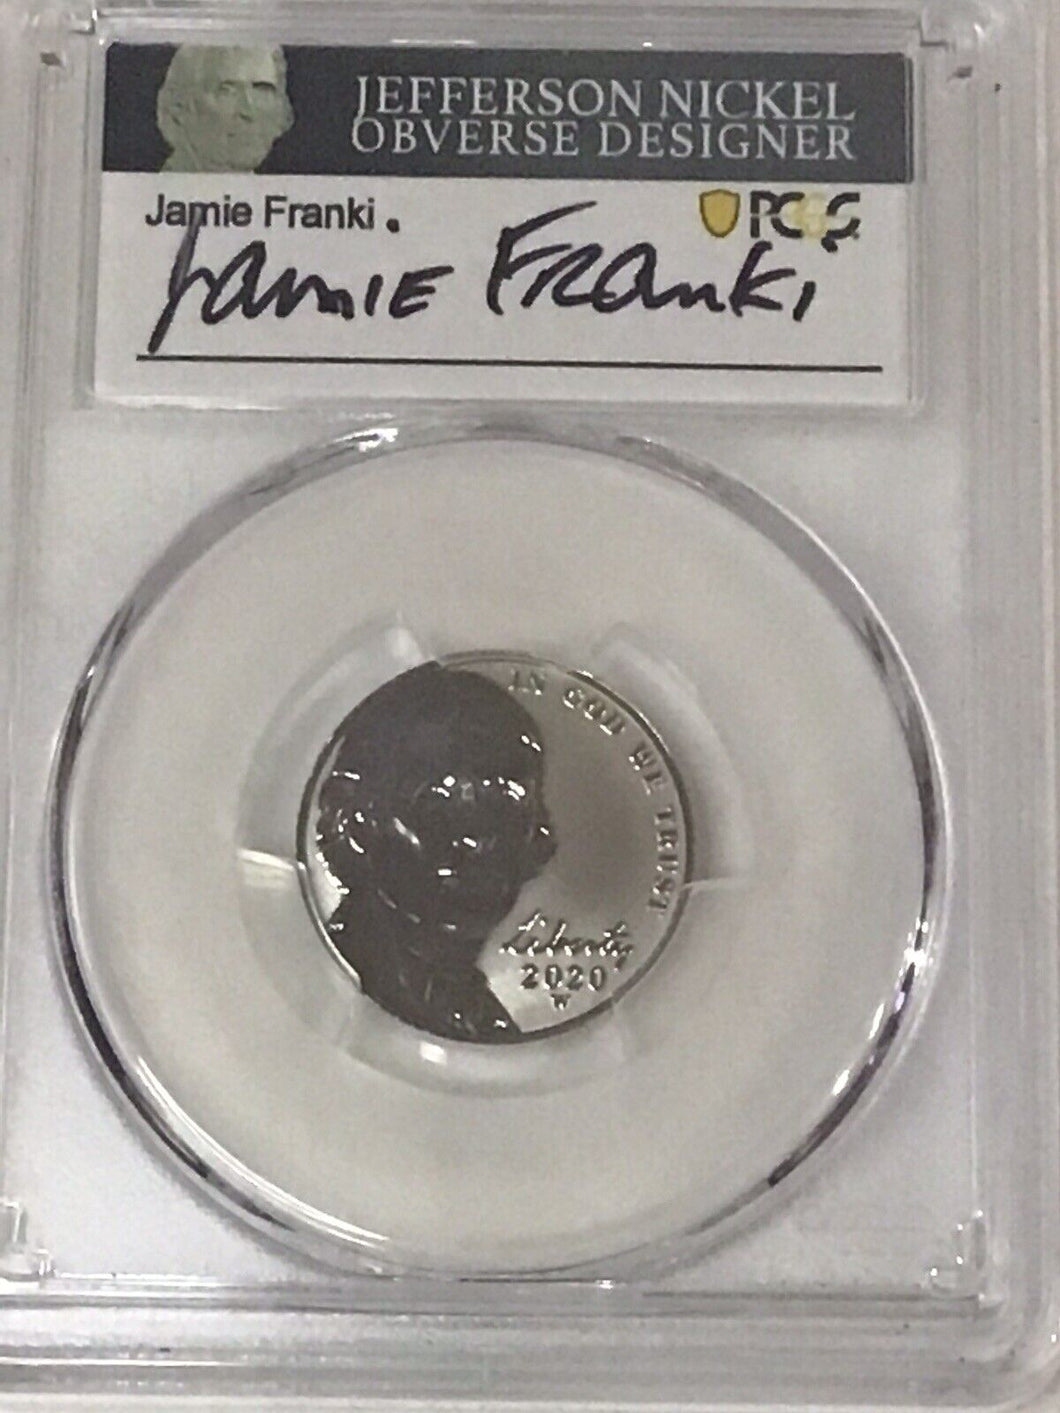 JEFFERSON NICKEL
OBVERSE DESIGNER
Jamie Franki
PCGS
Jamie Franki
IN GOD WE TRUST
Liberty
2020
W